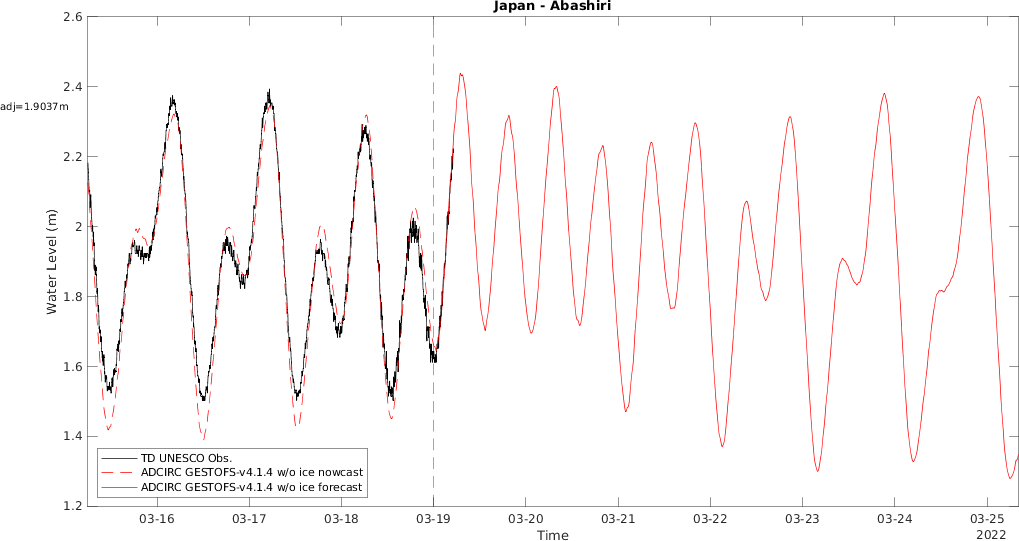 Japan - Abashiri
adj=1.9037m
Water Level (m)
2.6
2.4
2.2
2
1.8
1.6
1.4
1.2
TD UNESCO Obs.
ADCIRC GESTOFS-v4.1.4 w/o ice nowcast
ADCIRC GESTOFS-v4.1.4 w/o ice forecast
03-16 03-17 03-18 03-19 03-20 03-21 03-22 03-23 03-24 03-25
Time
2022